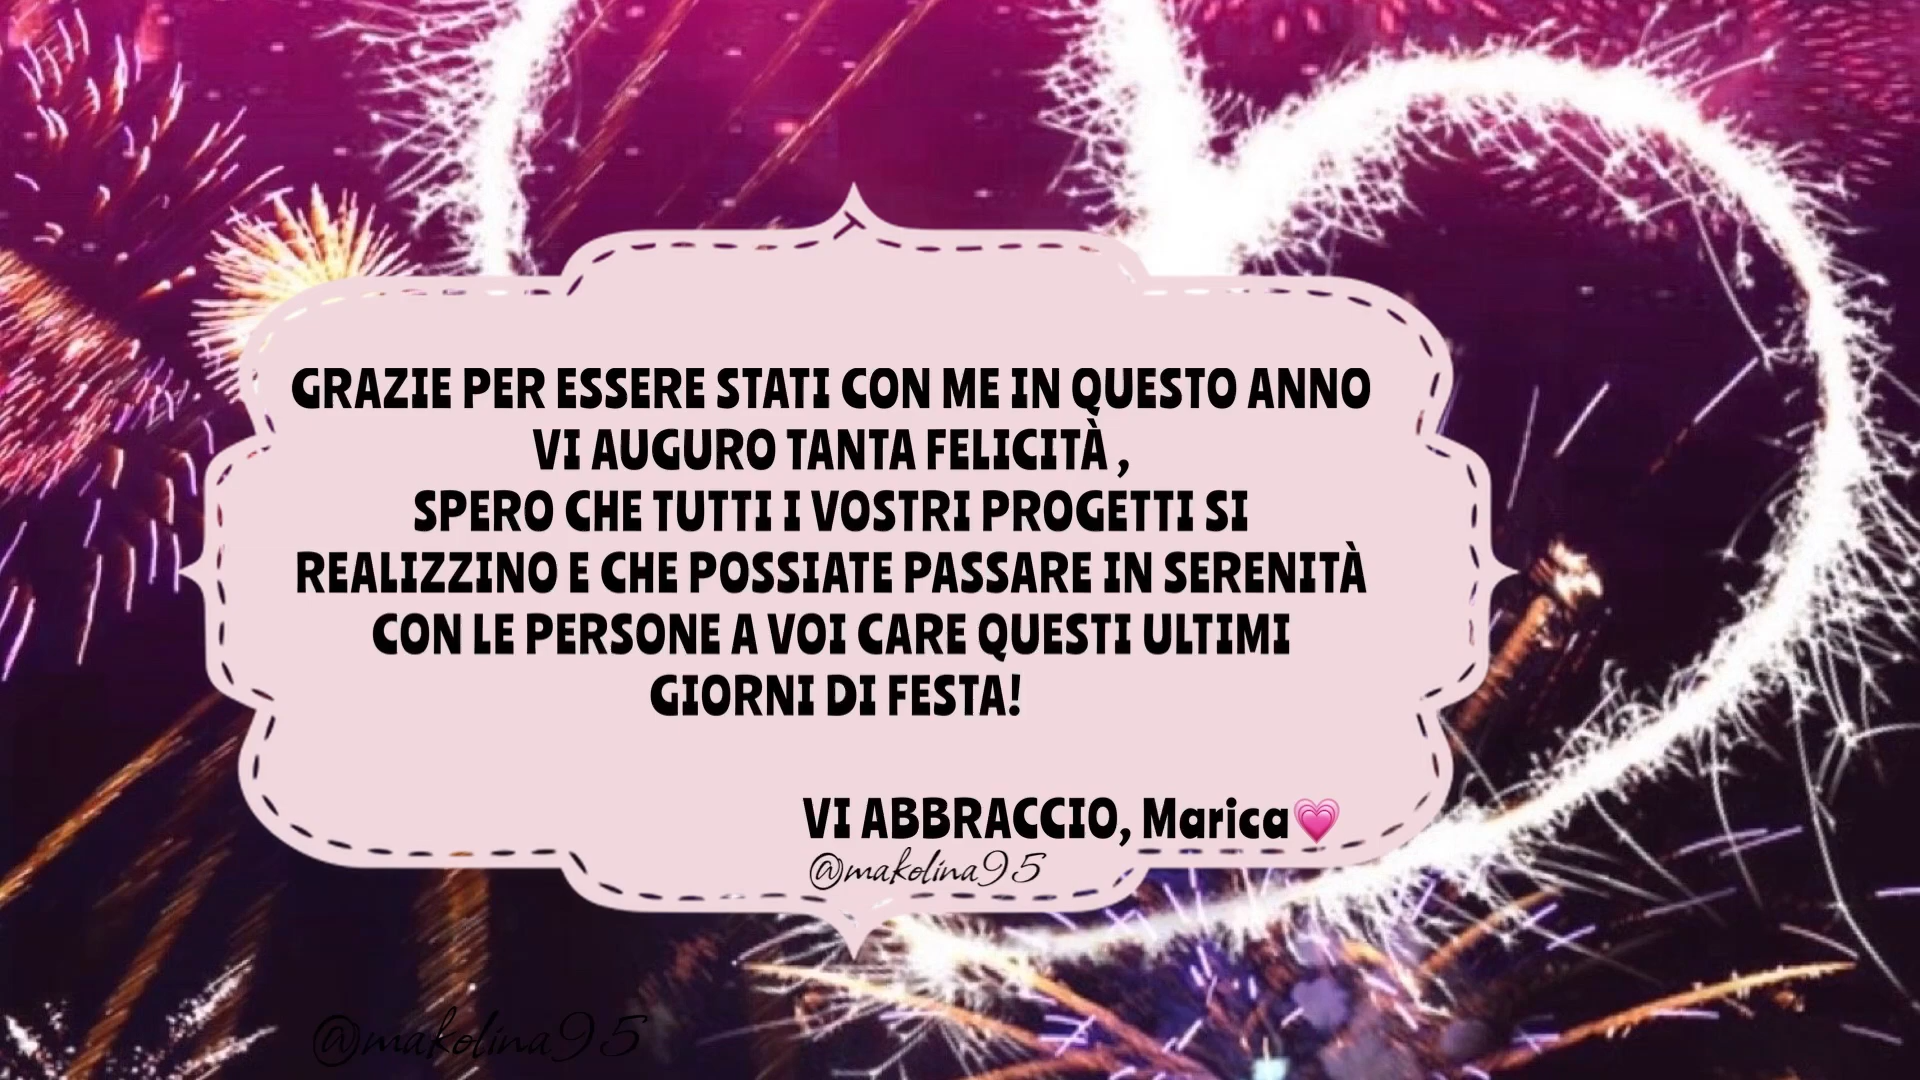 GRAZIE PER ESSERE STATI CON ME IN QUESTO ANNO
VI AUGURO TANTA FELICITÀ ,
SPERO CHE TUTTI I VOSTRI PROGETTI SI
REALIZZINO E CHE POSSIATE PASSARE IN SERENITÀ
CON LE PERSONE A VOI CARE QUESTI ULTIMI
GIORNI DI FESTA!
VI ABBRACCIO, Marica💗
@makolina95
@makolina95